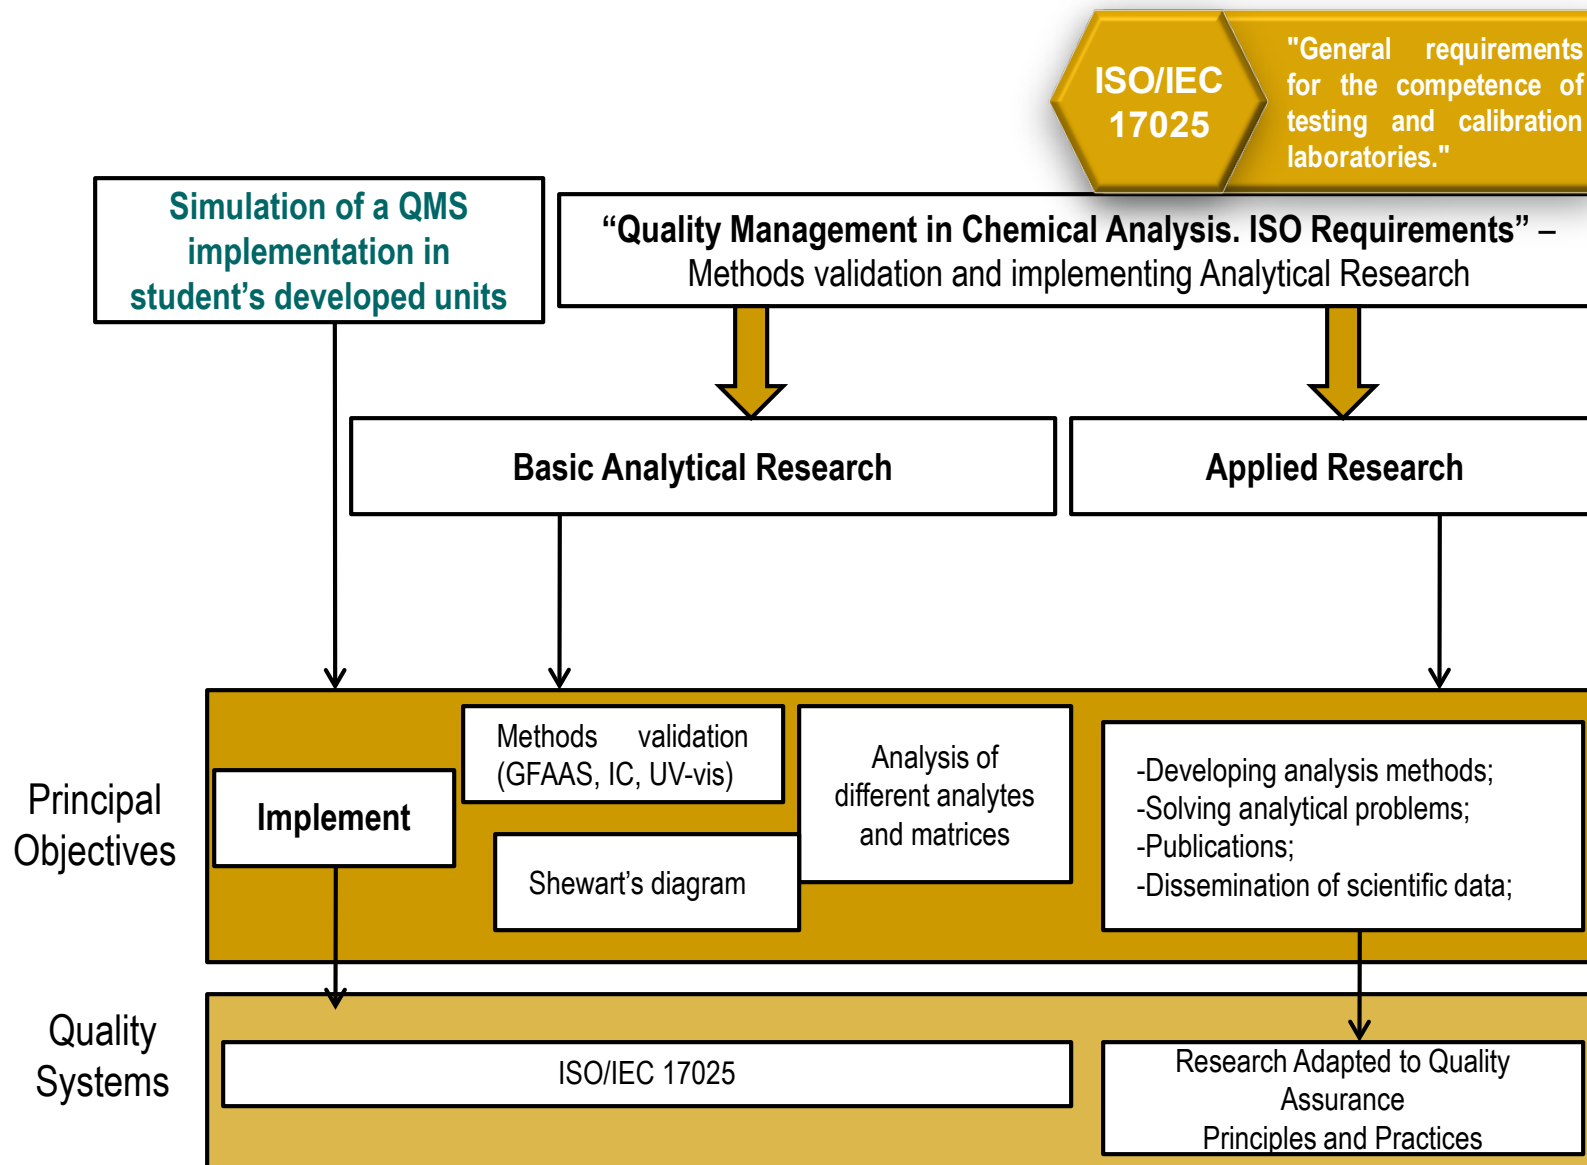 ISO/IEC
17025
"General requirements
for the competence of
testing and calibration
laboratories."
Simulation of a QMS
implementation in
student’s developed units
“Quality Management in Chemical Analysis. ISO Requirements” –
Methods validation and implementing Analytical Research
Basic Analytical Research
Applied Research
Principal
Objectives
Implement
Methods validation
(GFAAS, IC, UV-vis)
Shewart’s diagram
Analysis of
different analytes
and matrices
-Developing analysis methods;
-Solving analytical problems;
-Publications;
-Dissemination of scientific data;
Quality
Systems
ISO/IEC 17025
Research Adapted to Quality
Assurance
Principles and Practices